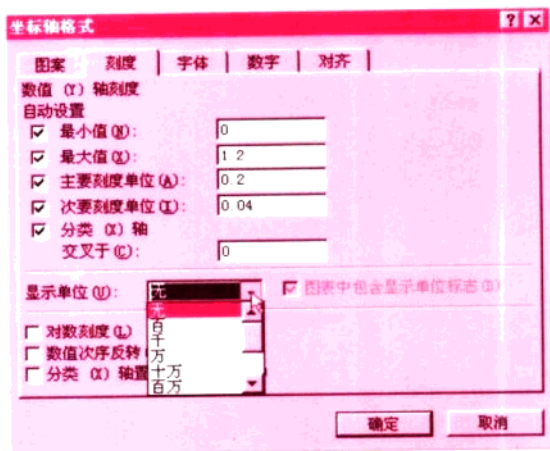 坐标轴格式
图案 刻度 字体 数字 对齐
数值 (Y) 轴刻度
自动设置
最小值(N): 0
最大值(X): 1.2
主要刻度单位(A): 0.2
次要刻度单位(I): 0.04
分类 (X) 轴
交叉于(C): 0
显示单位(U): 无 图表中包含显示单位标志(D)
无
百
对数刻度(L) 千
数值次序反转( 万
分类 (X) 轴置 十万
百万
确定 取消